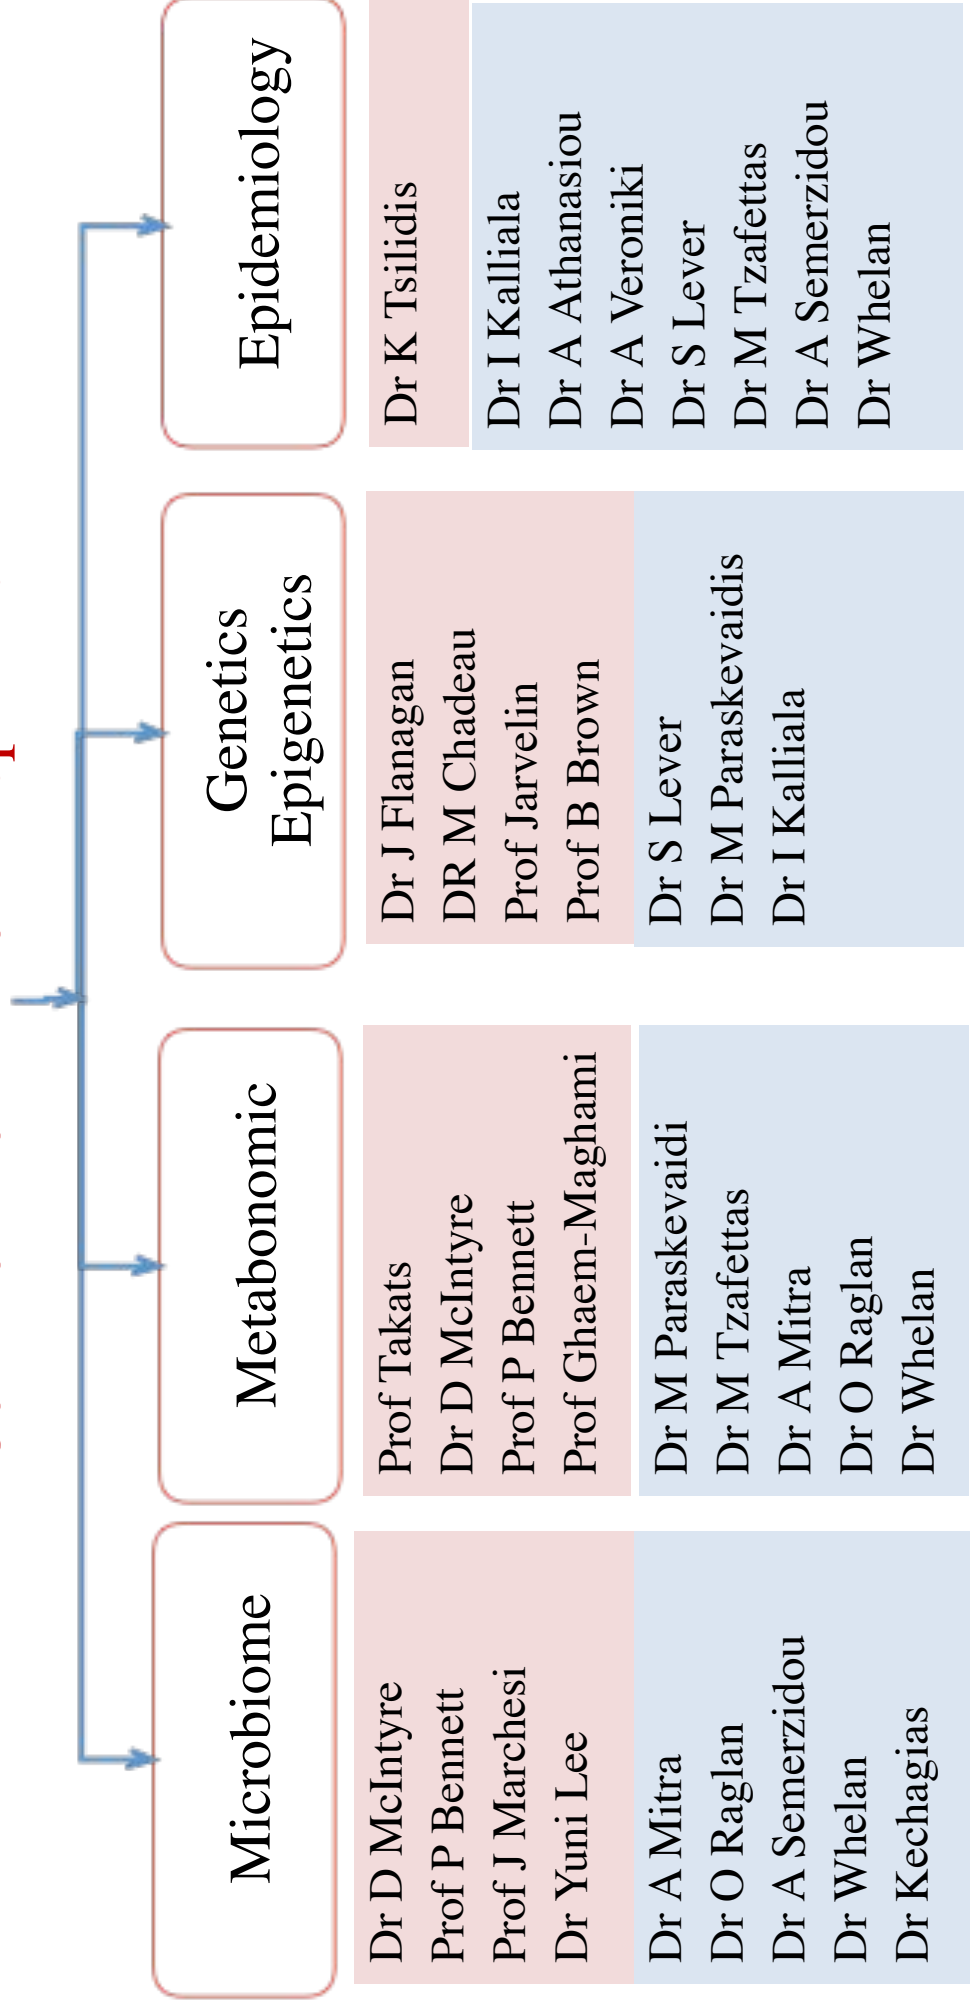 Microbiome
Dr D McIntyre
Prof P Bennett
Prof J Marchesi
Dr Yuni Lee
Dr A Mitra
Dr O Raglan
Dr A Semerzidou
Dr Whelan
Dr Kechagias
Metabonomic
Prof Takats
Dr D McIntyre
Prof P Bennett
Prof Ghaem-Maghami
Dr M Paraskevaidi
Dr M Tzafettas
Dr A Mitra
Dr O Raglan
Dr Whelan
Genetics
Epigenetics
Dr J Flanagan
DR M Chadeau
Prof Jarvelin
Prof B Brown
Dr S Lever
Dr M Paraskevaidis
Dr I Kalliala
Epidemiology
Dr K Tsilidis
Dr I Kalliala
Dr A Athanasiou
Dr A Veroniki
Dr S Lever
Dr M Tzafettas
Dr A Semerzidou
Dr Whelan